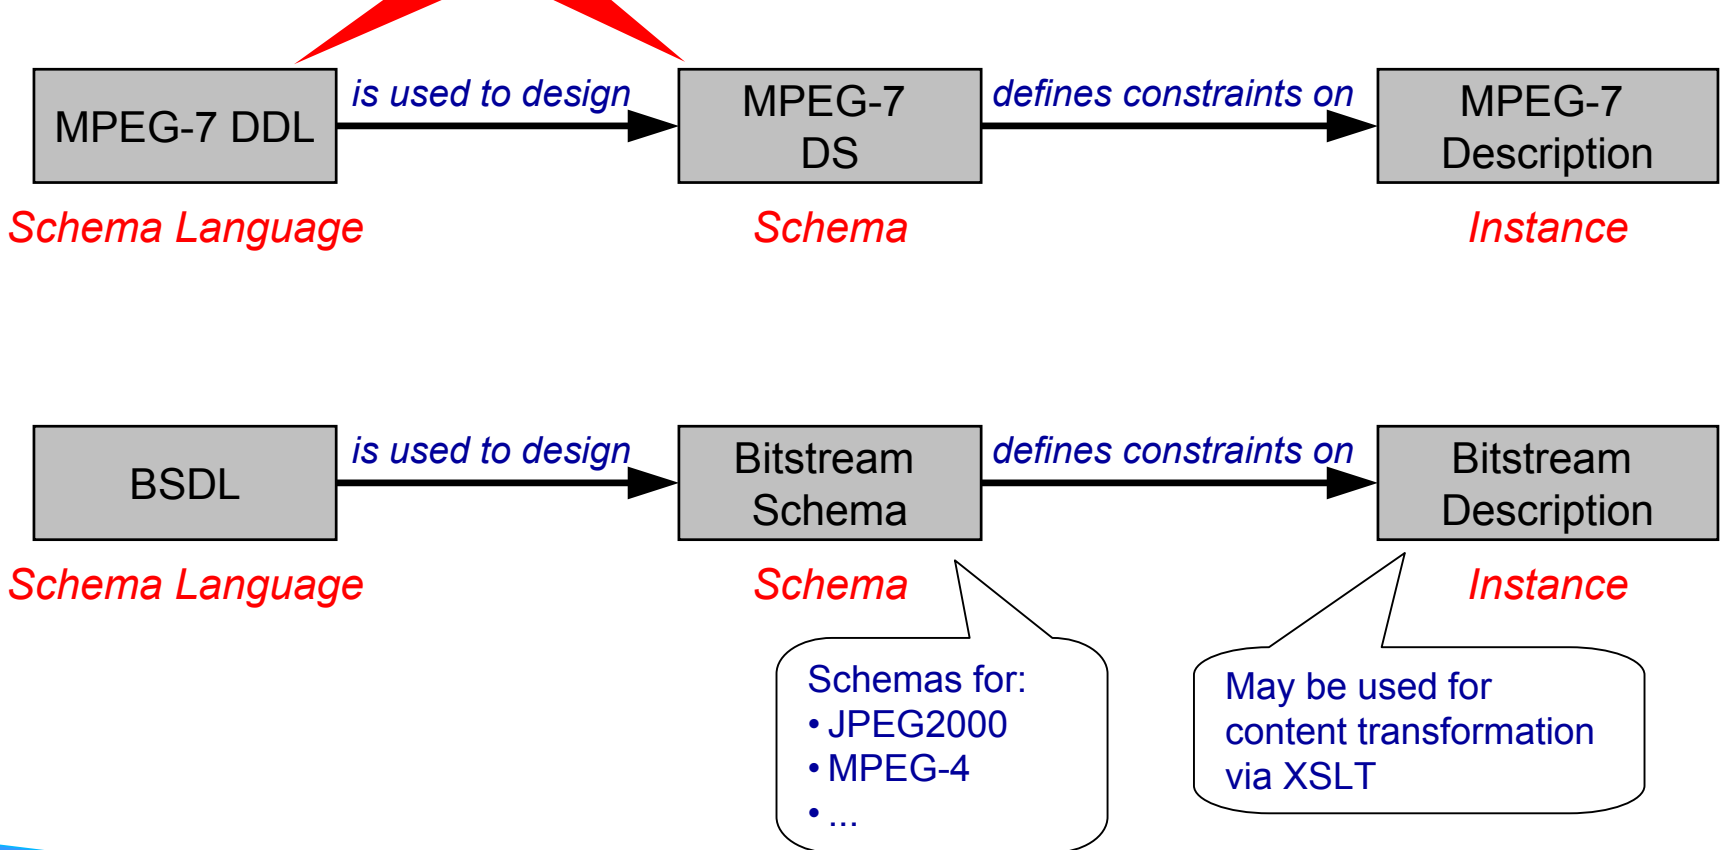 is used to design
defines constraints on
MPEG-7 DDL
MPEG-7
DS
MPEG-7
Description
Schema Language
Schema
Instance
is used to design
defines constraints on
BSDL
Bitstream
Schema
Bitstream
Description
Schema Language
Schema
Instance
Schemas for:
• JPEG2000
• MPEG-4
• ...
May be used for
content transformation
via XSLT